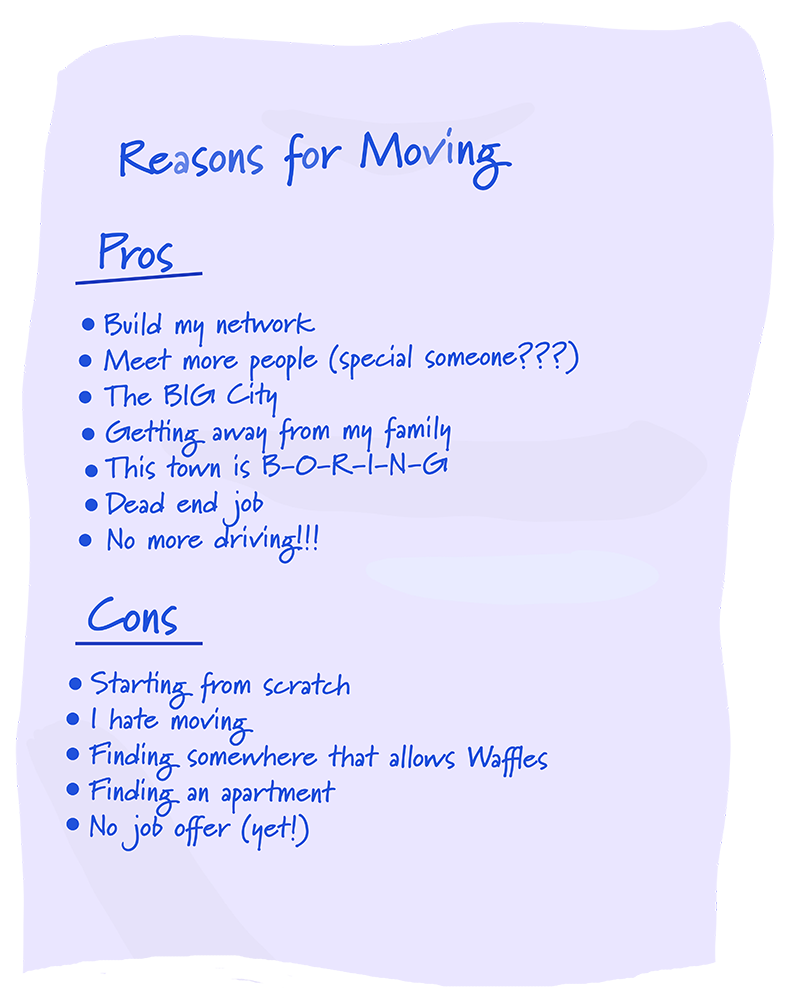 Reasons for Moving
Pros
• Build my network
• Meet more people (special someone???)
• The BIG City
• Getting away from my family
• This town is B-O-R-I-N-G
• Dead end job
• No more driving!!!
Cons
• Starting from scratch
• I hate moving
• Finding somewhere that allows Waffles
• Finding an apartment
• No job offer (yet!)